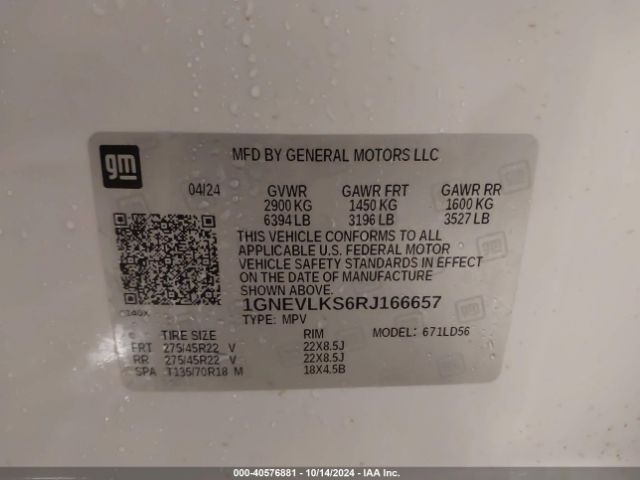 gm
MFD BY GENERAL MOTORS LLC
04/24 GVWR GAWR FRT GAWR RR
2900 KG 1450 KG 1600 KG
6394 LB 3196 LB 3527 LB
THIS VEHICLE CONFORMS TO ALL
APPLICABLE U.S. FEDERAL MOTOR
VEHICLE SAFETY STANDARDS IN EFFECT
ON THE DATE OF MANUFACTURE
SHOWN ABOVE.
1GNEVLKS6RJ166657
TYPE: MPV MODEL: 671LD56
TIRE SIZE RIM
FRT 275/45R22 V 22X8.5J
RR 275/45R22 V 22X8.5J
SPA T135/70R18 M 18X4.5B
000-40576881 - 10/14/2024 - IAA Inc.